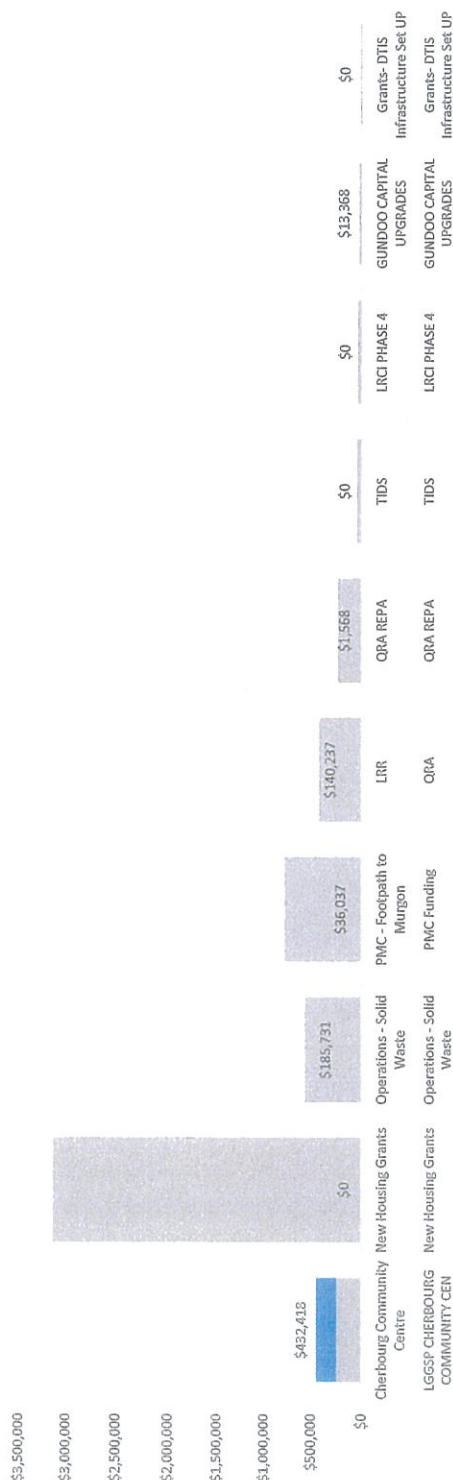 $3,500,000
$3,000,000
$2,500,000
$2,000,000
$1,500,000
$1,000,000
$500,000
$0
$432,418
$0
$185,731
$36,037
$140,237
$1,568
$0
$0
$13,368
$0
Cherbourg Community
Centre
New Housing Grants
Operations - Solid
Waste
PMC - Footpath to
Murgon
LRR
QRA REPA
TIDS
LRCI PHASE 4
GUNDOO CAPITAL
UPGRADES
Grants- DTIS
Infrastructure Set UP
LGGSP CHERBOURG
COMMUNITY CEN
New Housing Grants
Operations - Solid
Waste
PMC Funding
QRA
QRA REPA
TIDS
LRCI PHASE 4
GUNDOO CAPITAL
UPGRADES
Grants- DTIS
Infrastructure Set UP